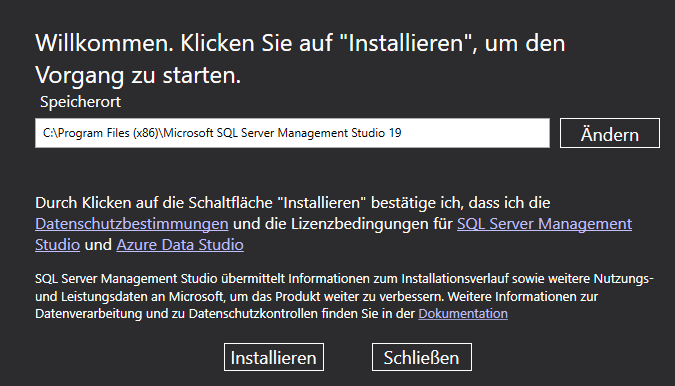 Willkommen. Klicken Sie auf "Installieren", um den
Vorgang zu starten.
Speicherort
C:\Program Files (x86)\Microsoft SQL Server Management Studio 19
Ändern
Durch Klicken auf die Schaltfläche "Installieren" bestätige ich, dass ich die
Datenschutzbestimmungen und die Lizenzbedingungen für SQL Server Management
Studio und Azure Data Studio
SQL Server Management Studio übermittelt Informationen zum Installationsverlauf sowie weitere Nutzungs-
und Leistungsdaten an Microsoft, um das Produkt weiter zu verbessern. Weitere Informationen zur
Datenverarbeitung und zu Datenschutzkontrollen finden Sie in der Dokumentation
Installieren
Schließen